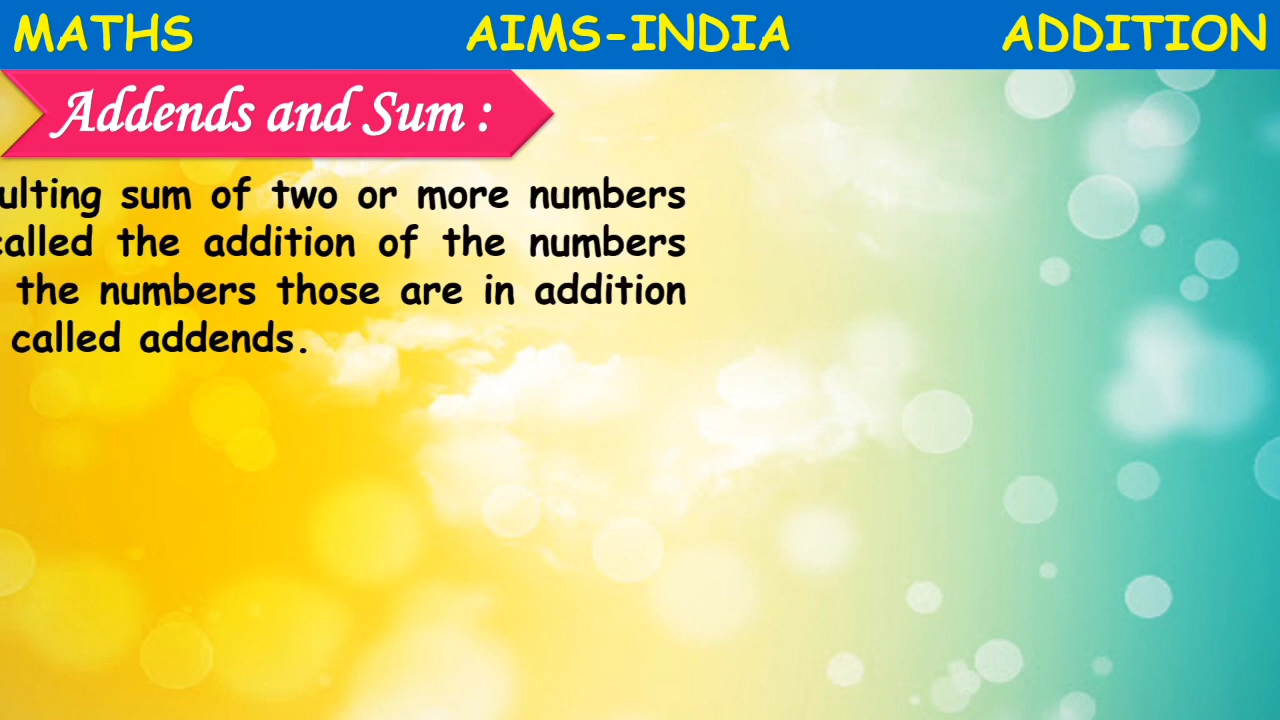 MATHS AIMS-INDIA ADDITION
Addends and Sum :
ulting sum of two or more numbers
called the addition of the numbers
the numbers those are in addition
called addends.